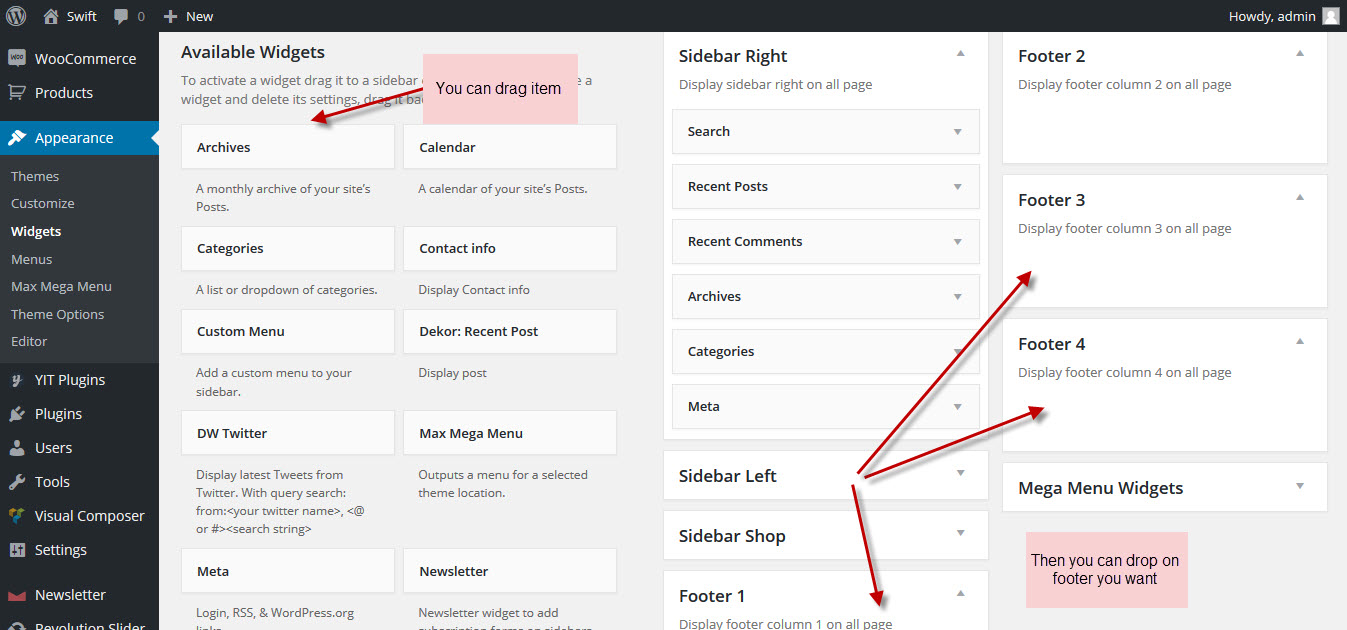 Swift
0
New
Howdy, admin
WooCommerce
Products
Appearance
Themes
Customize
Widgets
Menus
Max Mega Menu
Theme Options
Editor
YIT Plugins
Plugins
Users
Tools
Visual Composer
Settings
Newsletter
Revolution Slider
Available Widgets
To activate a widget drag it to a sidebar
e a
widget and delete its settings, drag it
You can drag item
Archives
A monthly archive of your site's
Posts.
Calendar
A calendar of your site's Posts.
Categories
A list or dropdown of categories.
Contact info
Display Contact info
Custom Menu
Add a custom menu to your
sidebar.
Dekor: Recent Post
Display post
DW Twitter
Display latest Tweets from
Twitter. With query search:
from:<your twitter name>, <@
or #><search string>
Max Mega Menu
Outputs a menu for a selected
theme location.
Meta
Login, RSS, & WordPress.org
links.
Newsletter
Newsletter widget to add
subscription forms on sidebars
Sidebar Right
Display sidebar right on all page
Search
Recent Posts
Recent Comments
Archives
Categories
Meta
Sidebar Left
Sidebar Shop
Footer 1
Display footer column 1 on all page
Footer 2
Display footer column 2 on all page
Footer 3
Display footer column 3 on all page
Footer 4
Display footer column 4 on all page
Mega Menu Widgets
Then you can drop on
footer you want